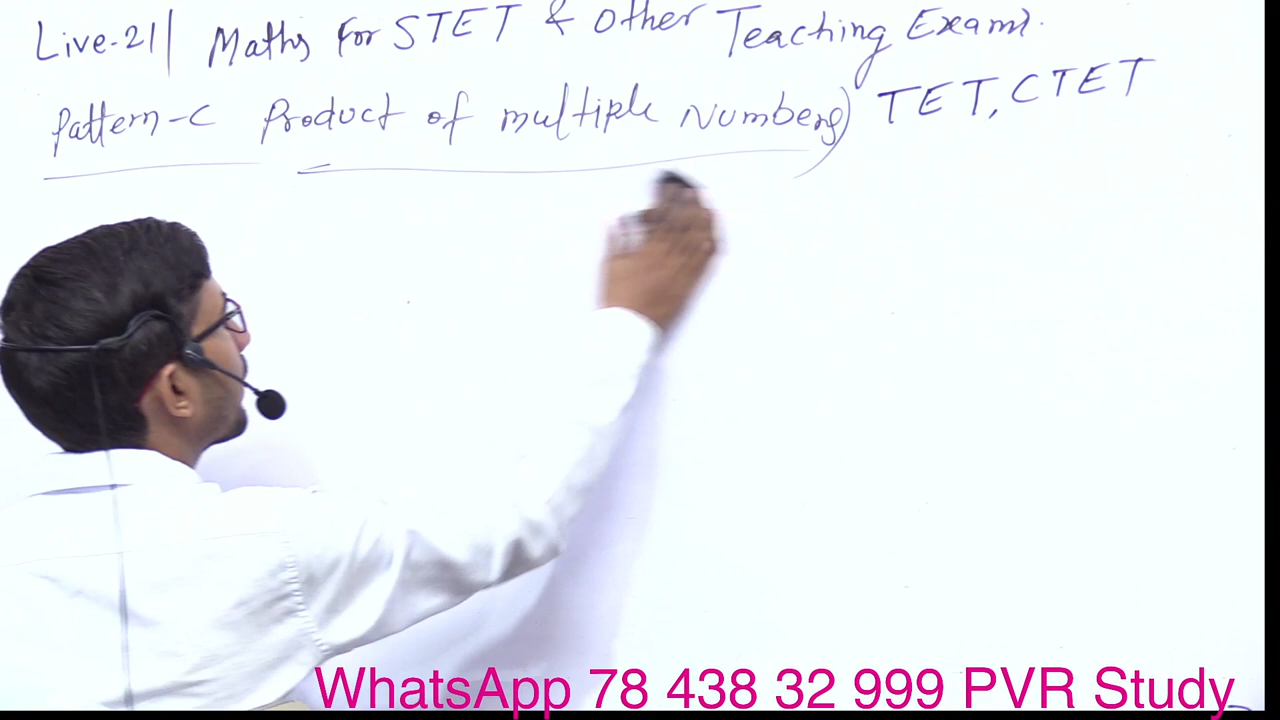 Live-21| Maths for STET & Other Teaching Exams.
Pattern-C Product of multiple Numbers) TET, CTET
WhatsApp 78 438 32 999 PVR Study